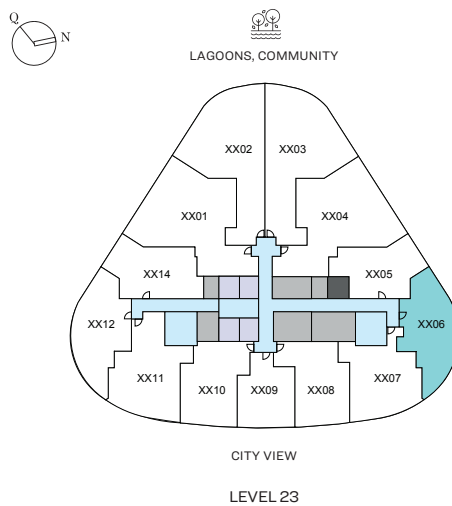 Q
N
LAGOONS, COMMUNITY
XX02 XX03
XX01 XX04
XX14 XX05
XX12 XX06
XX11 XX07
XX10 XX09 XX08
CITY VIEW
LEVEL 23